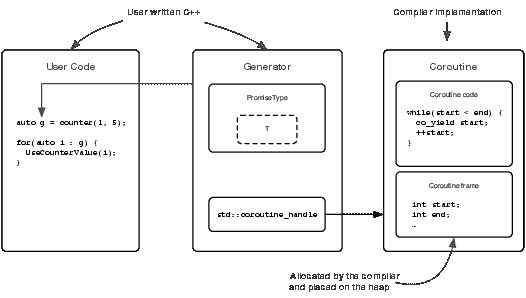 User written C++
Compiler implementation
User Code
Generator
Coroutine
auto g = counter(1, 5);
for(auto i : g) {
UseCounterValue(i);
}
PromiseType
T
std::coroutine_handle
Coroutine code
while(start < end) {
co_yield start;
++start;
}
Coroutine frame
int start;
int end;
…
Allocated by the compiler
and placed on the heap